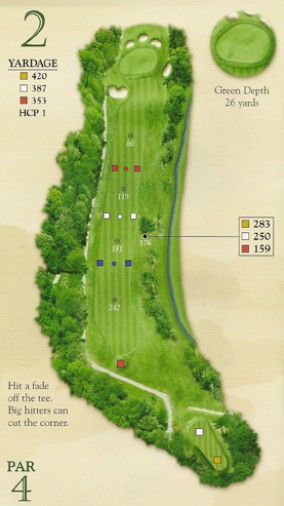 2
YARDAGE
420
387
353
HCP 1
Green Depth
26 yards
60
119
176
181
242
283
250
159
Hit a fade
off the tee.
Big hitters can
cut the corner.
PAR
4